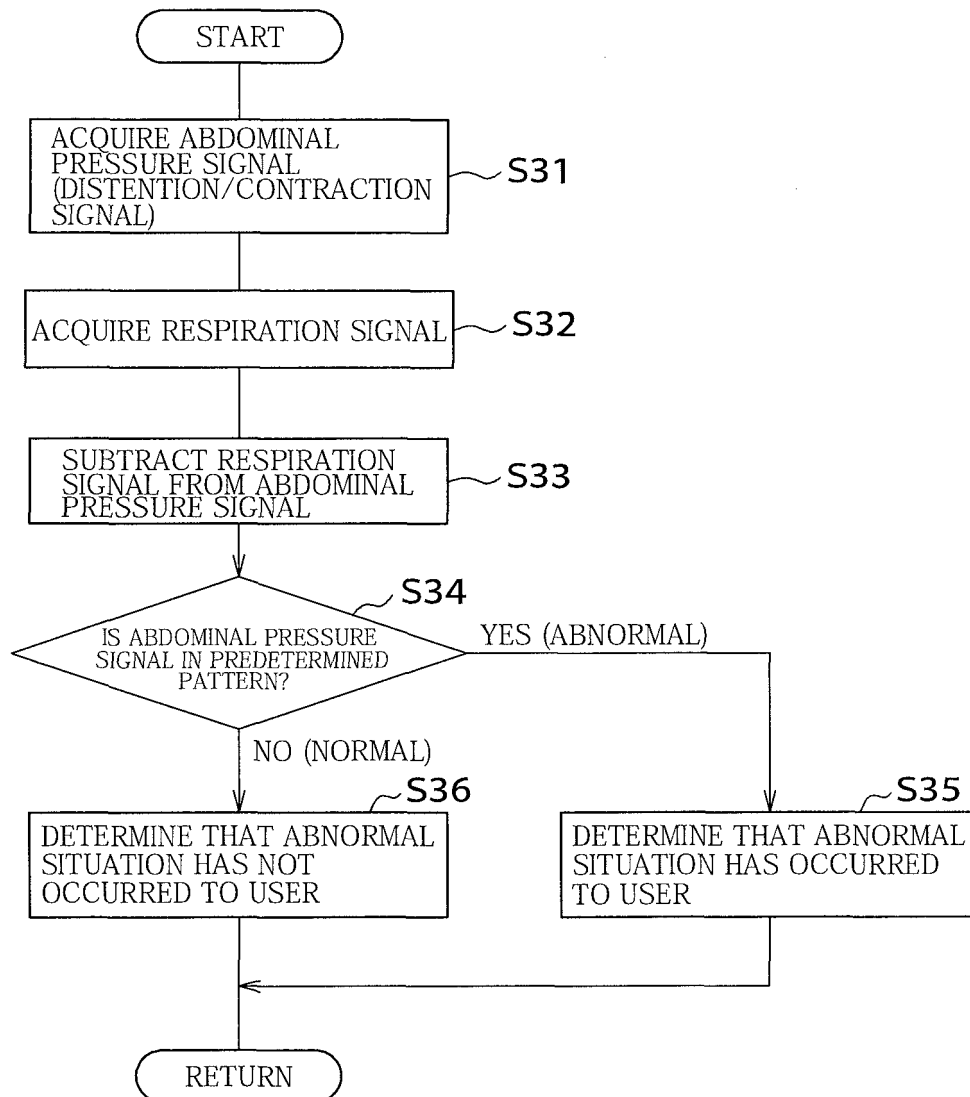 START
ACQUIRE ABDOMINAL
PRESSURE SIGNAL
(DISTENTION/CONTRACTION
SIGNAL)
S31
ACQUIRE RESPIRATION SIGNAL
S32
SUBTRACT RESPIRATION
SIGNAL FROM ABDOMINAL
PRESSURE SIGNAL
S33
S34
IS ABDOMINAL PRESSURE
SIGNAL IN PREDETERMINED
PATTERN?
YES (ABNORMAL)
NO (NORMAL)
S36
DETERMINE THAT ABNORMAL
SITUATION HAS NOT
OCCURRED TO USER
S35
DETERMINE THAT ABNORMAL
SITUATION HAS OCCURRED
TO USER
RETURN